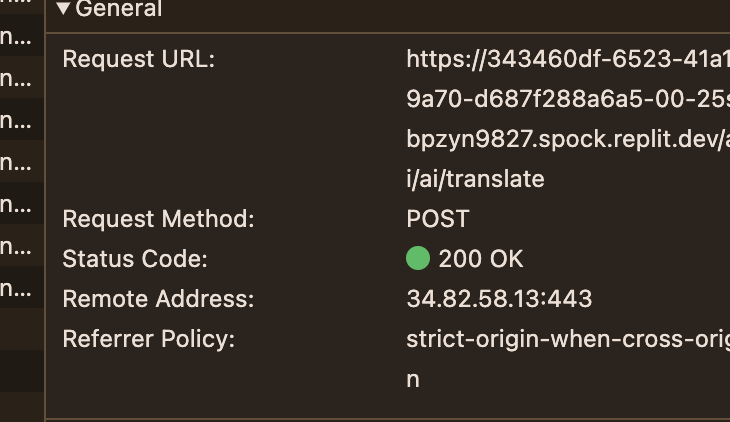 n...
n...
n...
n...
n...
n...
n...
▼ General
Request URL:
https://343460df-6523-41a1
9a70-d687f288a6a5-00-25s
bpzyn9827.spock.replit.dev/a
i/ai/translate
Request Method:
POST
Status Code:
200 OK
Remote Address:
34.82.58.13:443
Referrer Policy:
strict-origin-when-cross-orig
n